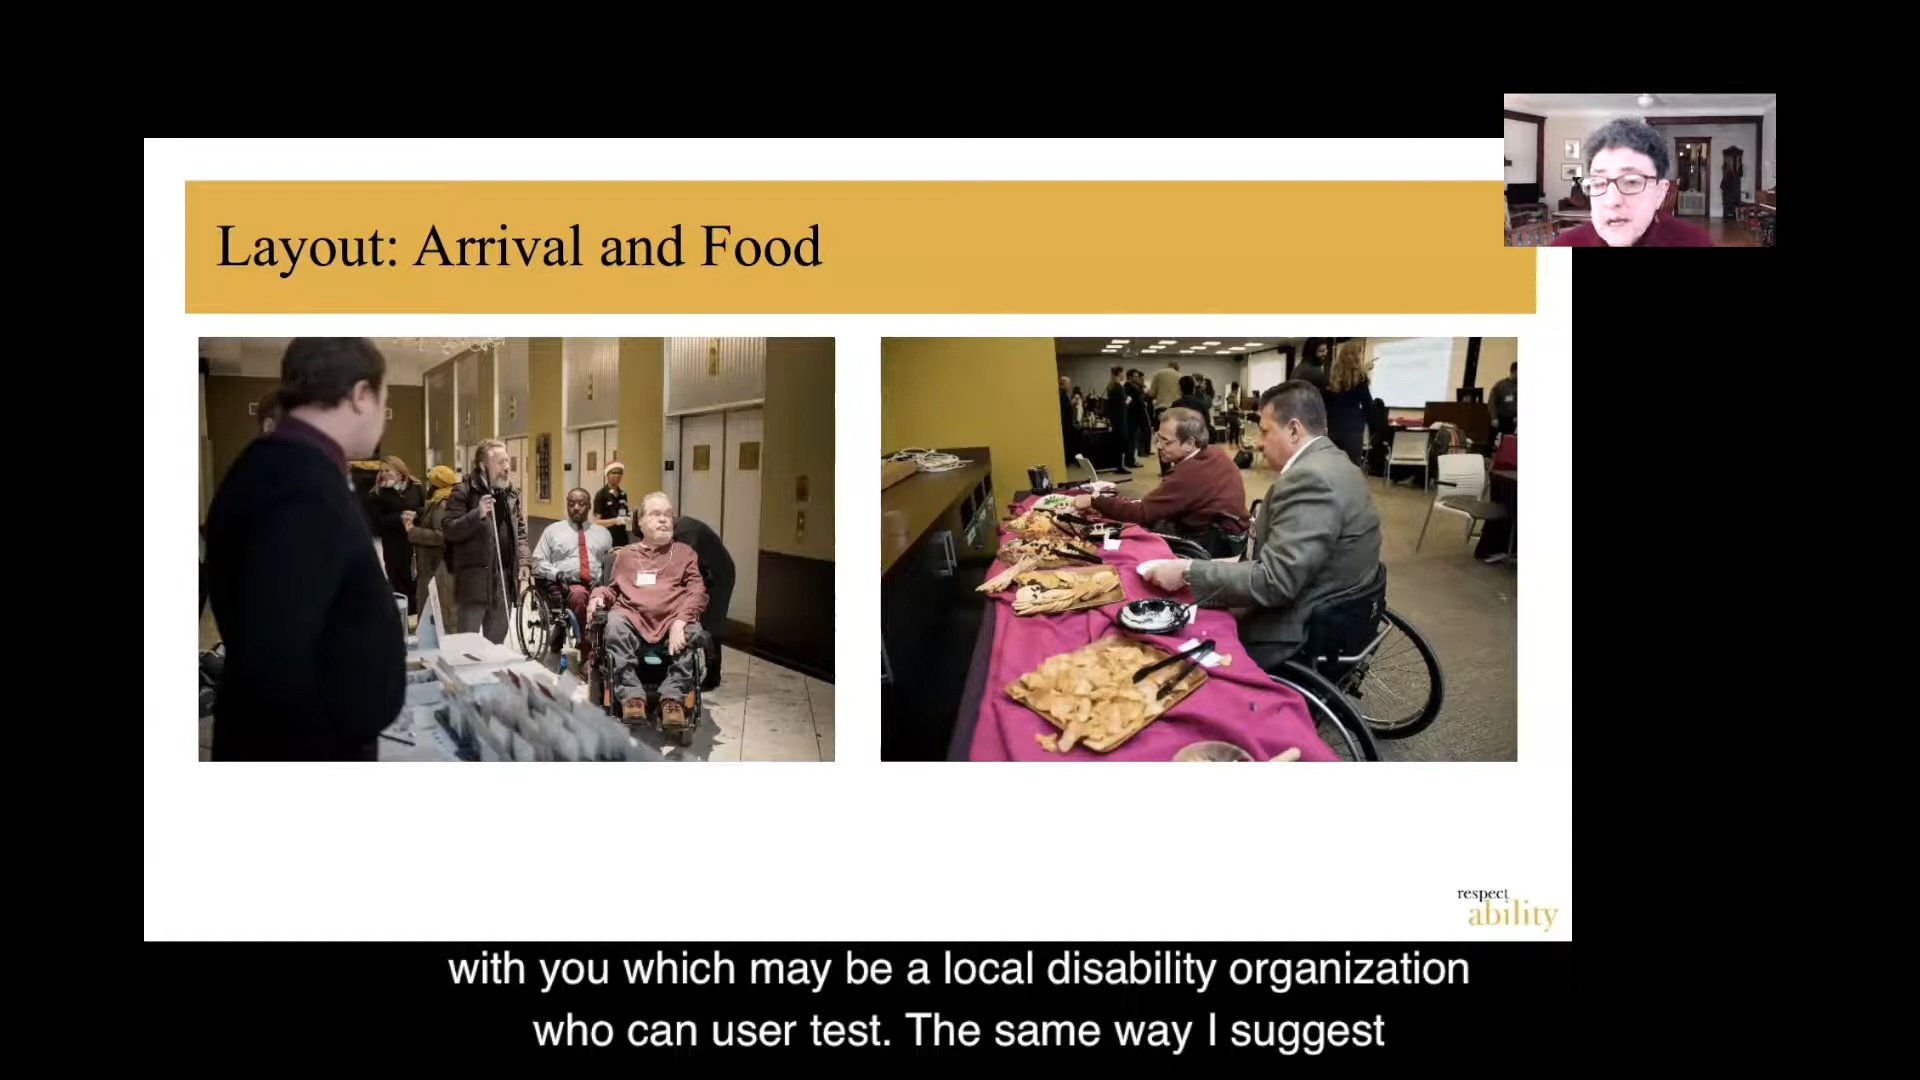 Layout: Arrival and Food
respect
ability
with you which may be a local disability organization
who can user test. The same way I suggest